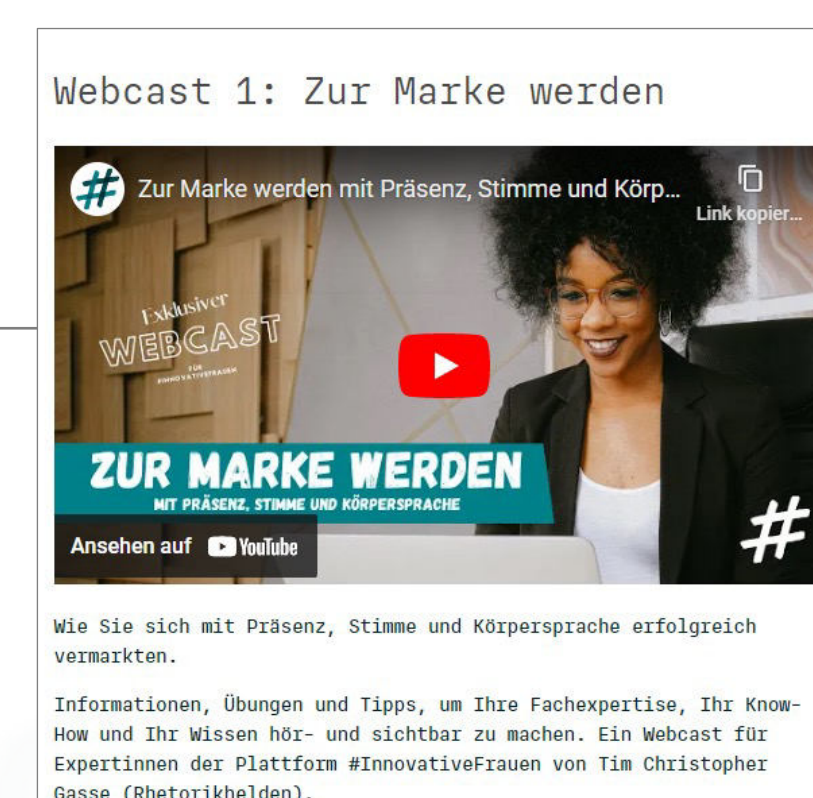 Webcast 1: Zur Marke werden
# Zur Marke werden mit Präsenz, Stimme und Körp...
Link kopier...
Exklusiver
WEBCAST
FÜR
#INNOVATIVEFRAUEN
ZUR MARKE WERDEN
MIT PRÄSENZ, STIMME UND KÖRPERSPRACHE
#
Ansehen auf YouTube
Wie Sie sich mit Präsenz, Stimme und Körpersprache erfolgreich
vermarkten.
Informationen, Übungen und Tipps, um Ihre Fachexpertise, Ihr Know-
How und Ihr Wissen hör- und sichtbar zu machen. Ein Webcast für
Expertinnen der Plattform #InnovativeFrauen von Tim Christopher
Gasse (Rhetorikhelden).